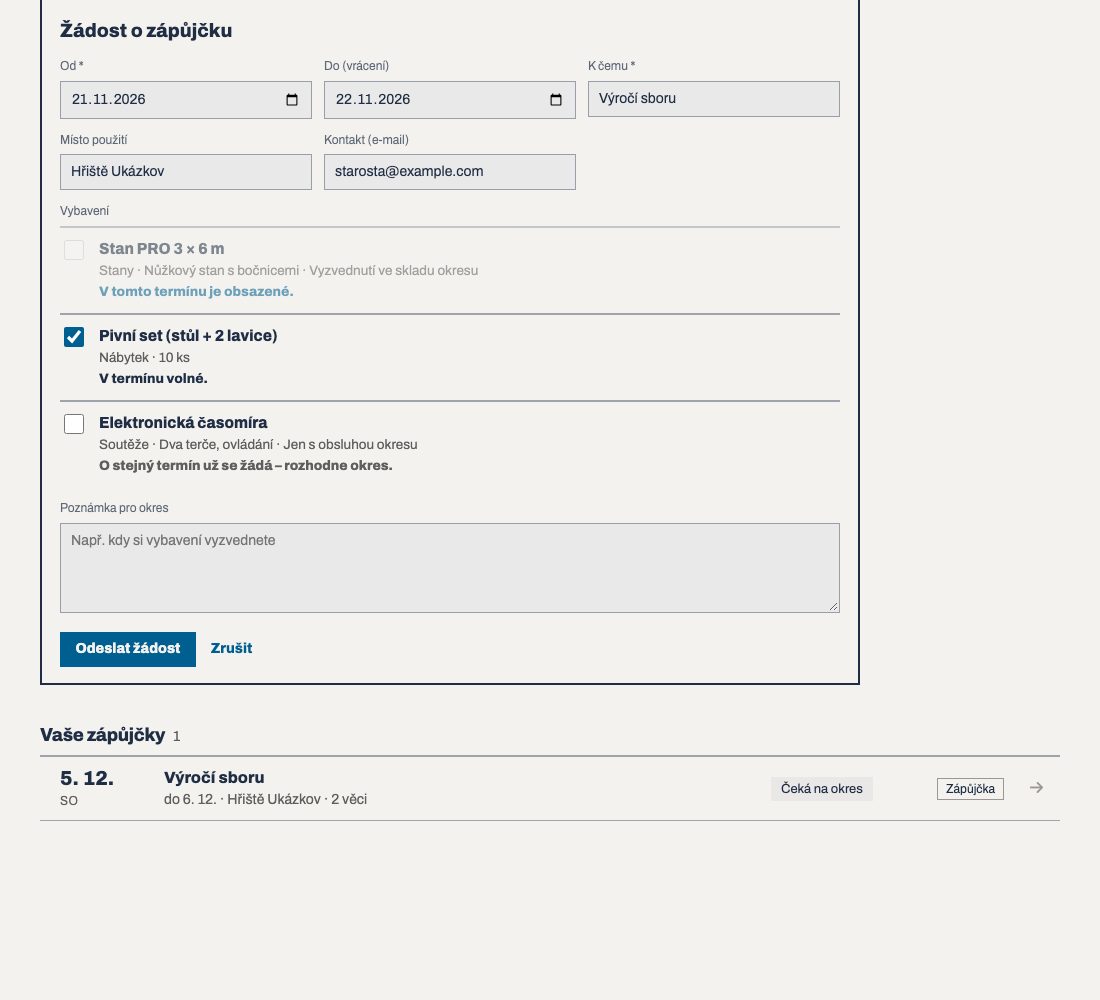 Žádost o zápůjčku
Od *
Do (vrácení)
K čemu *
21.11.2026
22.11.2026
Výročí sboru
Místo použití
Kontakt (e-mail)
Hřiště Ukázkov
starosta@example.com
Vybavení
Stan PRO 3 × 6 m
Stany · Nůžkový stan s bočnicemi · Vyzvednutí ve skladu okresu
V tomto termínu je obsazené.
Pivní set (stůl + 2 lavice)
Nábytek · 10 ks
V termínu volné.
Elektronická časomíra
Soutěže · Dva terče, ovládání · Jen s obsluhou okresu
O stejný termín už se žádá – rozhodne okres.
Poznámka pro okres
Např. kdy si vybavení vyzvednete
Odeslat žádost
Zrušit
Vaše zápůjčky 1
5. 12.
SO
Výročí sboru
do 6. 12. · Hřiště Ukázkov · 2 věci
Čeká na okres
Zápůjčka